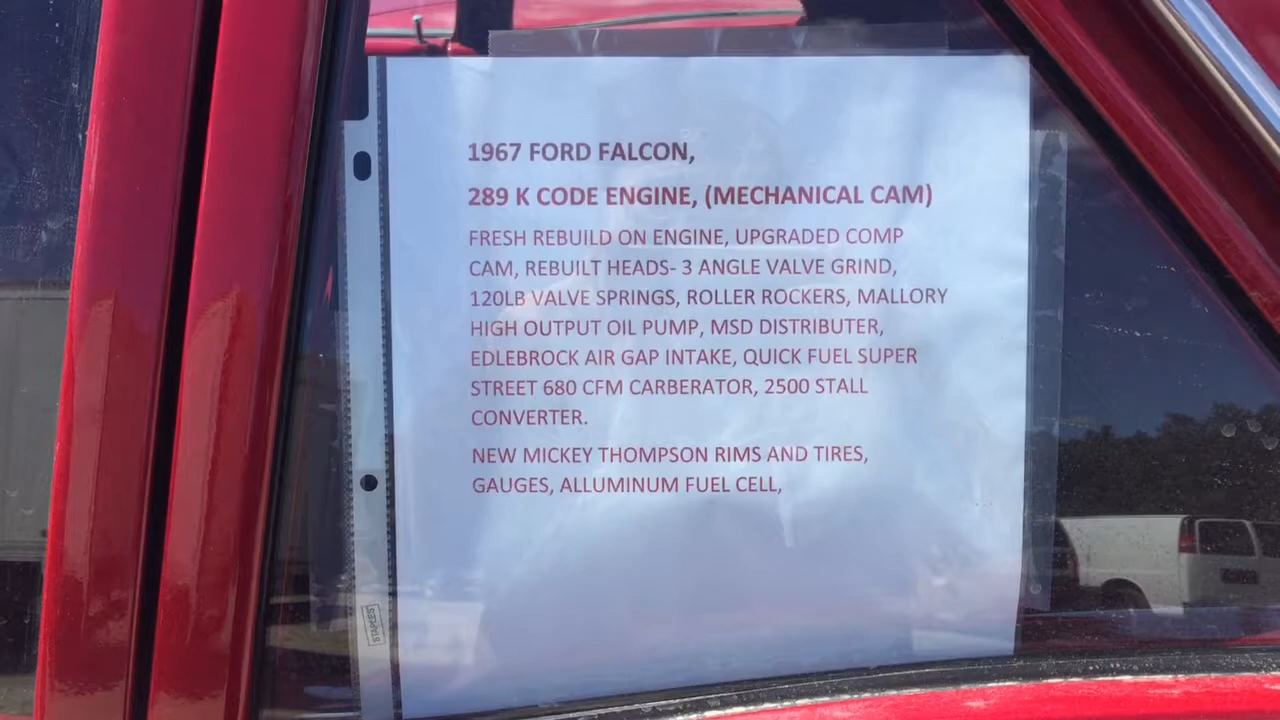 1967 FORD FALCON,
289 K CODE ENGINE, (MECHANICAL CAM)
FRESH REBUILD ON ENGINE, UPGRADED COMP
CAM, REBUILT HEADS- 3 ANGLE VALVE GRIND,
120LB VALVE SPRINGS, ROLLER ROCKERS, MALLORY
HIGH OUTPUT OIL PUMP, MSD DISTRIBUTER,
EDLEBROCK AIR GAP INTAKE, QUICK FUEL SUPER
STREET 680 CFM CARBERATOR, 2500 STALL
CONVERTER.
NEW MICKEY THOMPSON RIMS AND TIRES,
GAUGES, ALLUMINUM FUEL CELL,
STAPLES